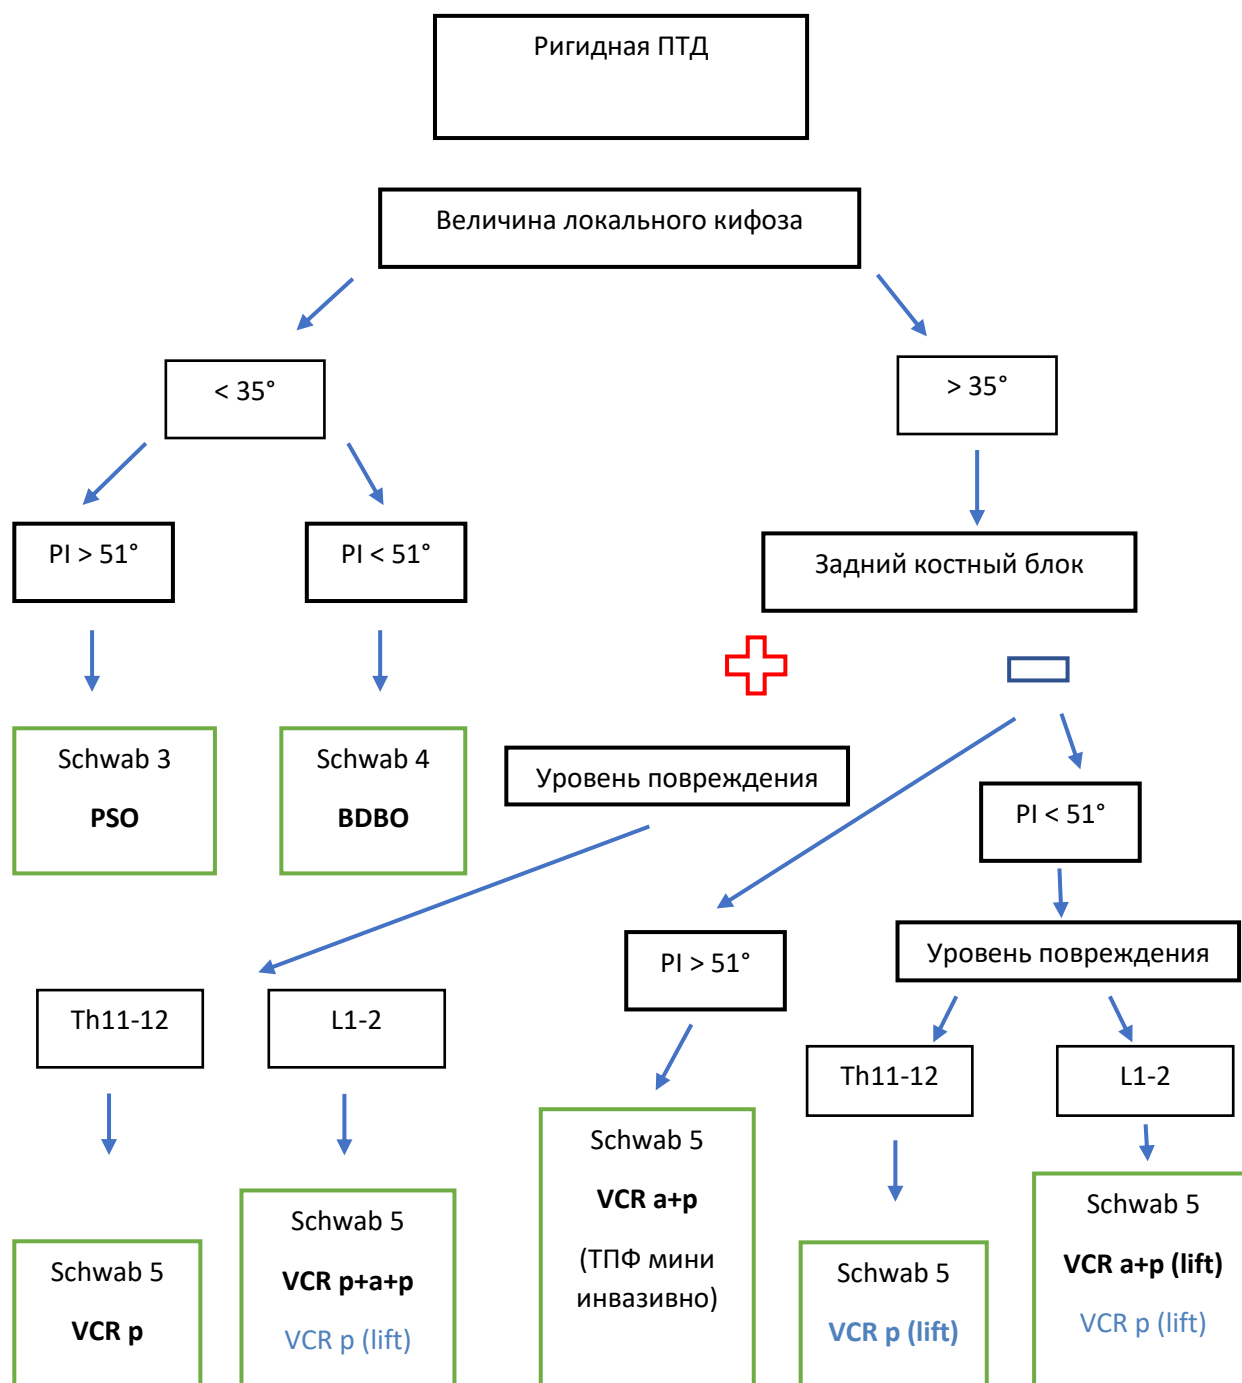 Ригидная ПТД
Величина локального кифоза
< 35°
> 35°
PI > 51°
PI < 51°
Задний костный блок
Schwab 3
PSO
Schwab 4
BDBO
Уровень повреждения
PI < 51°
PI > 51°
Уровень повреждения
Th11-12
L1-2
Th11-12
L1-2
Schwab 5
VCR p
Schwab 5
VCR p+a+p
VCR p (lift)
Schwab 5
VCR a+p
(ТПФ мини
инвазивно)
Schwab 5
VCR p (lift)
Schwab 5
VCR a+p (lift)
VCR p (lift)